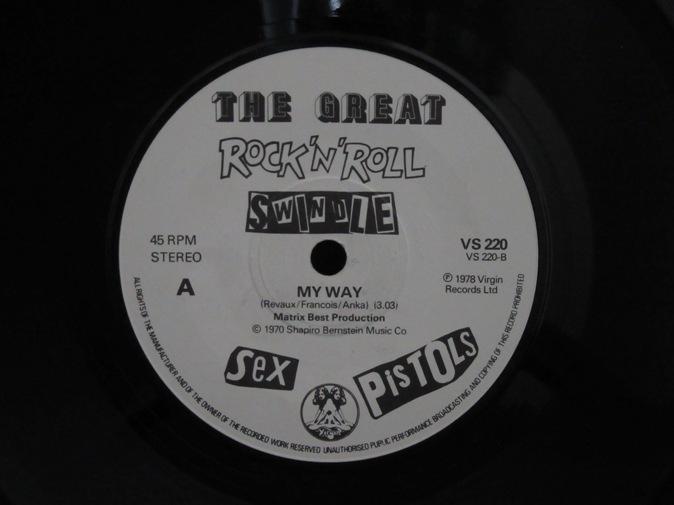 THE GREAT
ROCK'N'ROLL
SWINDLE
45 RPM
STEREO
A
VS 220
VS 220-B
℗ 1978 Virgin
Records Ltd
MY WAY
(Revaux/Francois/Anka) (3.03)
Matrix Best Production
© 1970 Shapiro Bernstein Music Co
SeX
PiSTOLS
ALL RIGHTS OF THE MANUFACTURER AND OF THE OWNER OF THE RECORDED WORK RESERVED UNAUTHORISED PUBLIC PERFORMANCE BROADCASTING AND COPYING OF THIS RECORD PROHIBITED